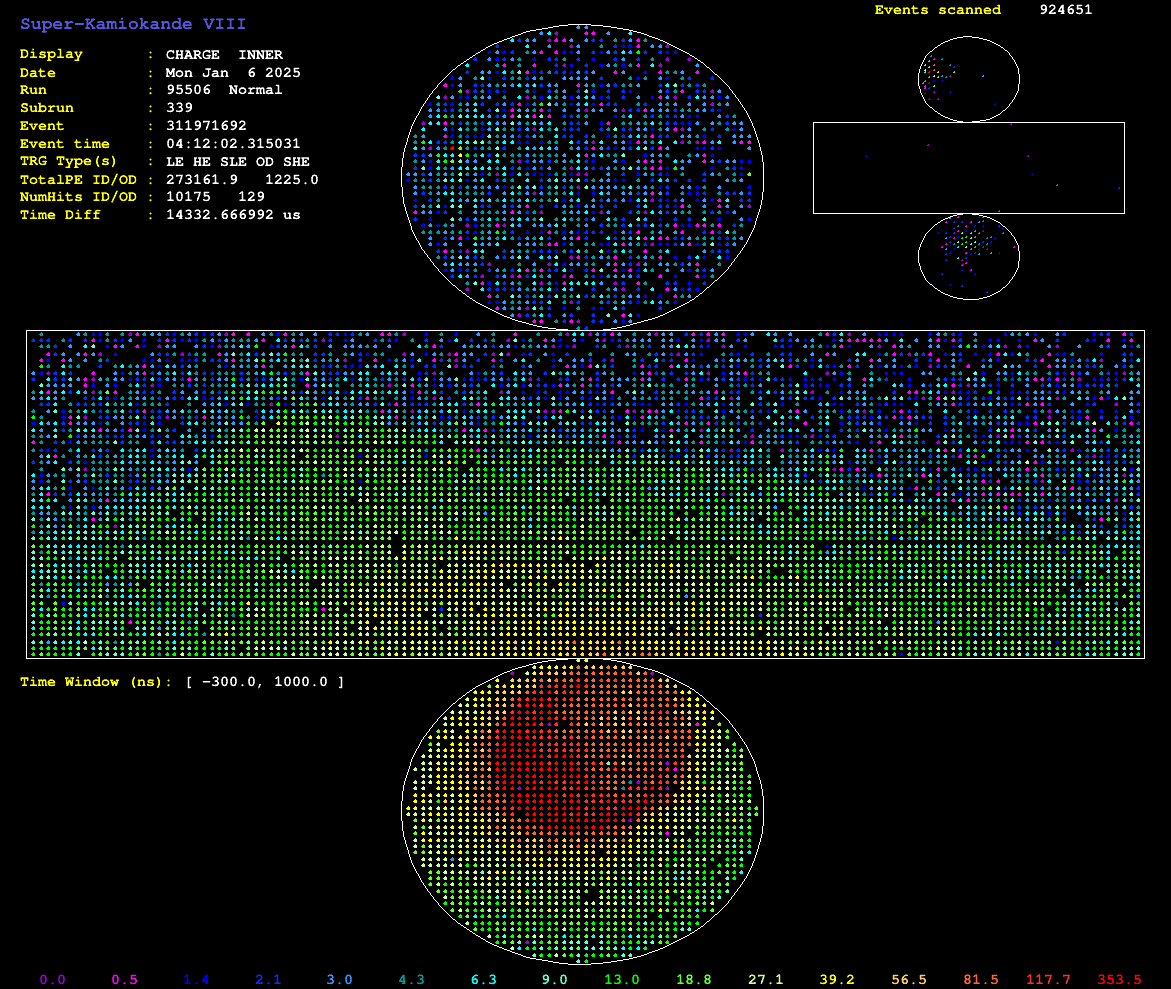 Super-Kamiokande VIII
Events scanned 924651
Display : CHARGE INNER
Date : Mon Jan 6 2025
Run : 95506 Normal
Subrun : 339
Event : 311971692
Event time : 04:12:02.315031
TRG Type(s) : LE HE SLE OD SHE
TotalPE ID/OD : 273161.9 1225.0
NumHits ID/OD : 10175 129
Time Diff : 14332.666992 us
Time Window (ns): [ -300.0, 1000.0 ]
0.0 0.5 1.4 2.1 3.0 4.3 6.3 9.0 13.0 18.8 27.1 39.2 56.5 81.5 117.7 353.5